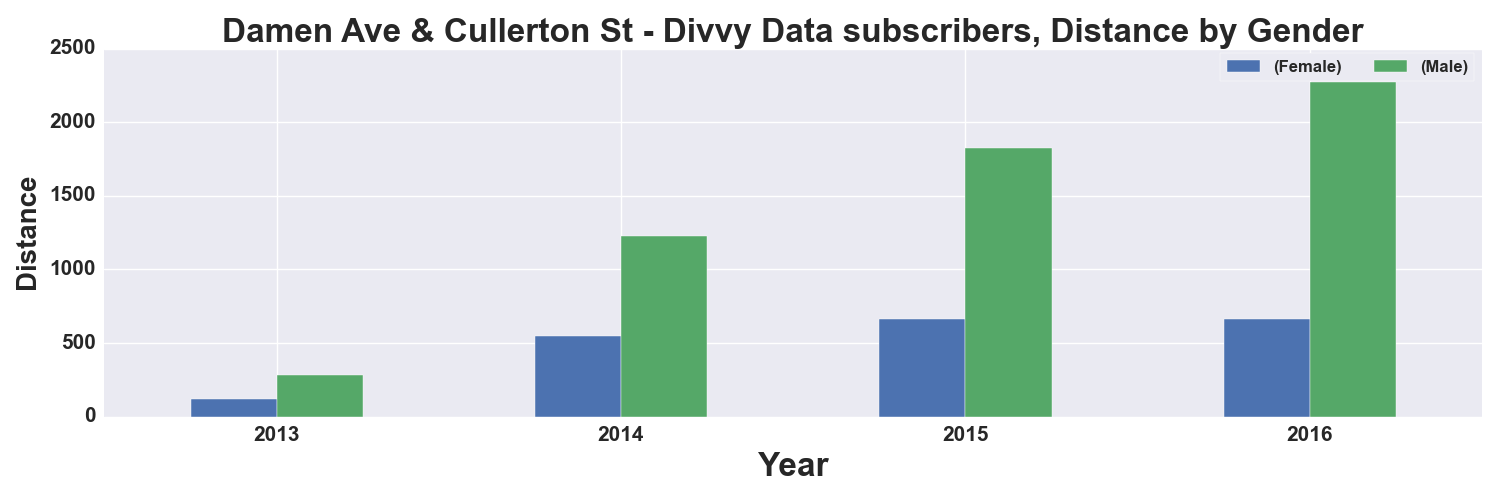 Damen Ave & Cullerton St - Divvy Data subscribers, Distance by Gender
(Female) (Male)
2500
2000
1500
1000
500
0
Distance
2013 2014 2015 2016
Year